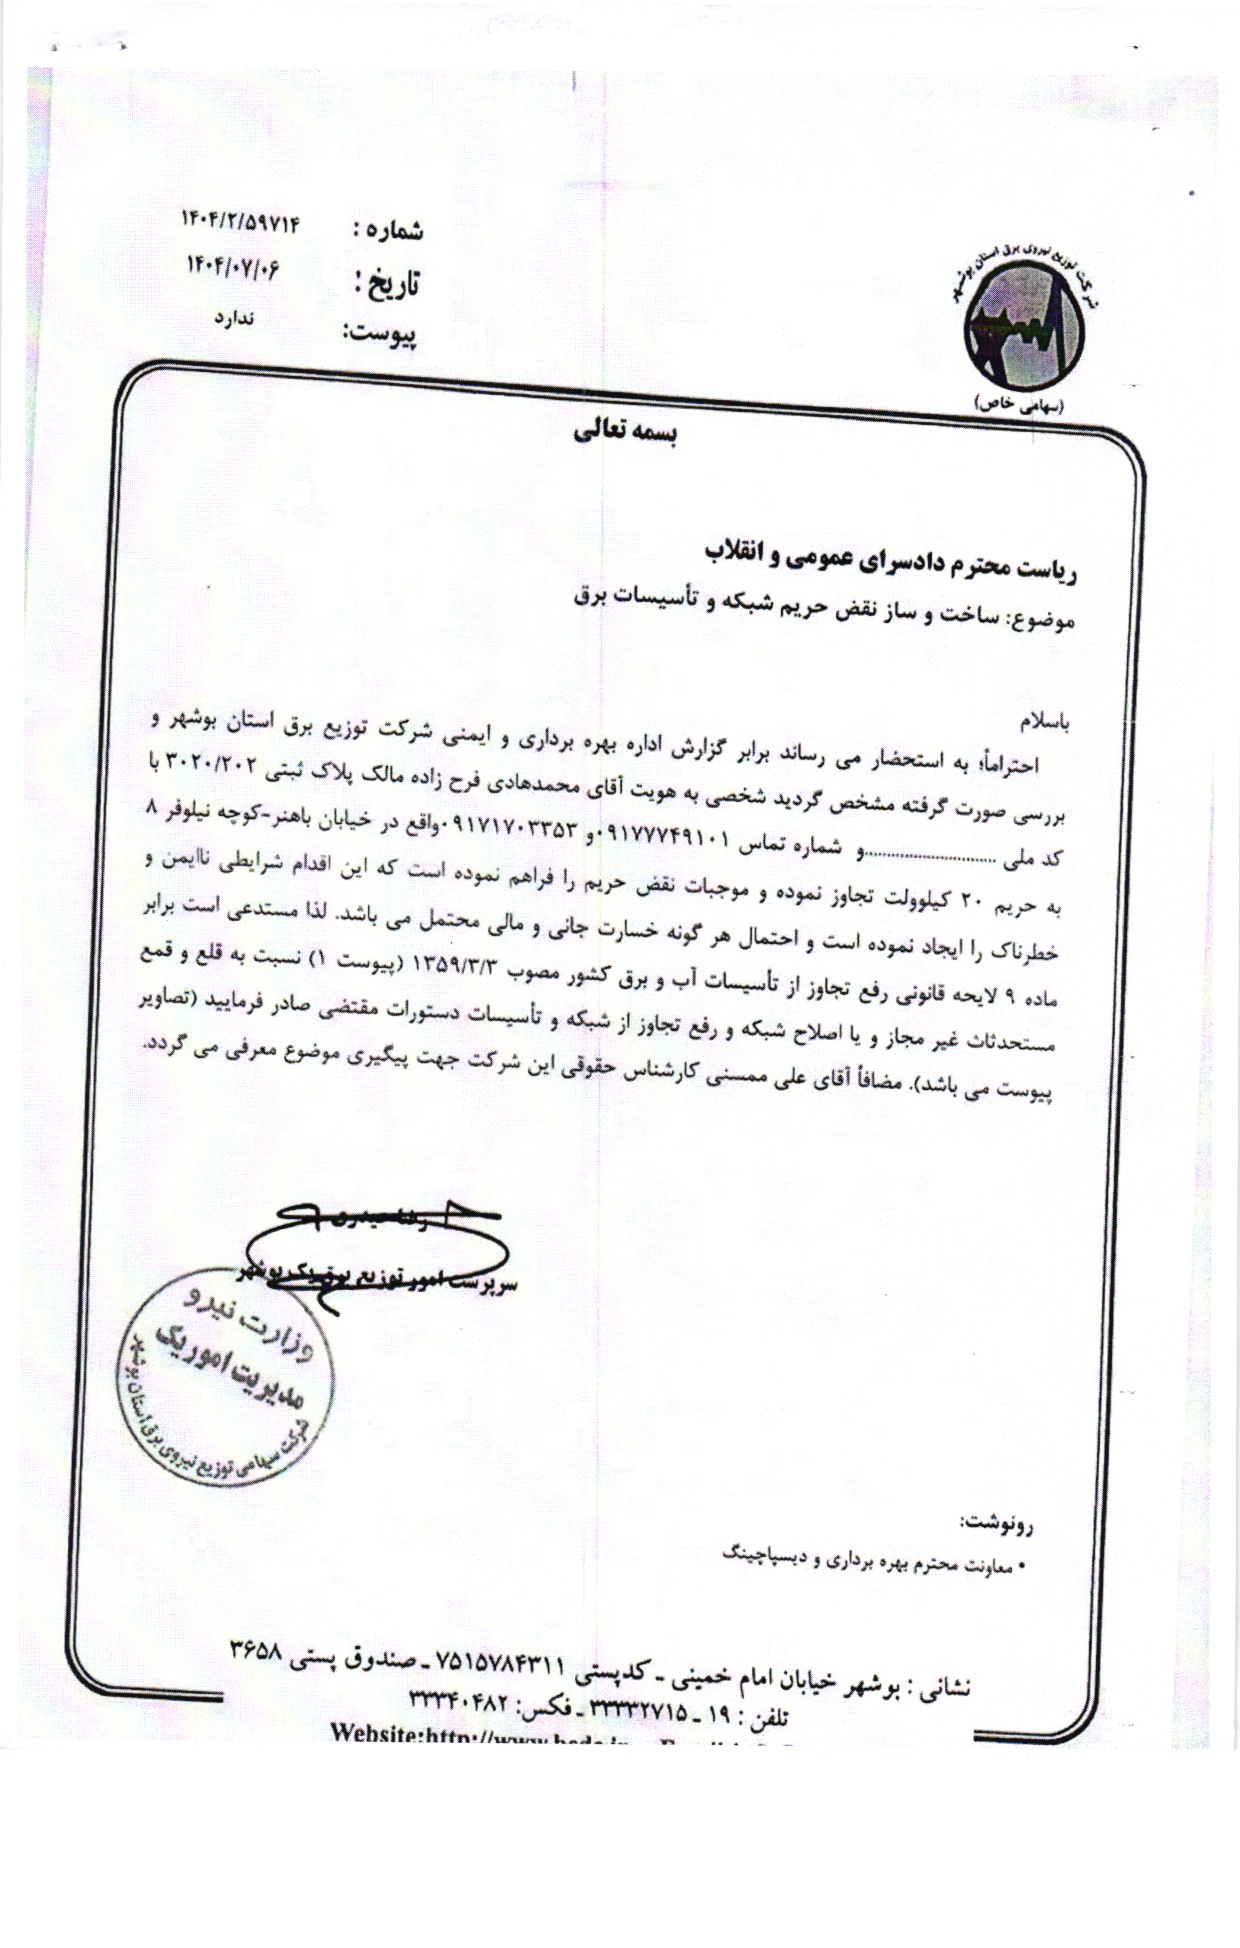 شرکت توزیع نیروی برق استان بوشهر
(سهامی خاص)
شماره : ۱۴۰۴/۲/۵۹۷۱۴
تاریخ : ۱۴۰۴/۰۷/۰۶
پیوست: ندارد
بسمه تعالی
ریاست محترم دادسرای عمومی و انقلاب
موضوع: ساخت و ساز نقض حریم شبکه و تأسیسات برق
باسلام
احتراماً؛ به استحضار می رساند برابر گزارش اداره بهره برداری و ایمنی شرکت توزیع برق استان بوشهر و
بررسی صورت گرفته مشخص گردید شخصی به هویت آقای محمدهادی فرح زاده مالک پلاک ثبتی ۳۰۲۰/۲۰۲ با
کد ملی .............................و شماره تماس ۰۹۱۷۷۷۴۹۱۰۱و ۰۹۱۷۱۷۰۳۳۵۳واقع در خیابان باهنر-کوچه نیلوفر ۸
به حریم ۲۰ کیلوولت تجاوز نموده و موجبات نقض حریم را فراهم نموده است که این اقدام شرایطی ناایمن و
خطرناک را ایجاد نموده است و احتمال هر گونه خسارت جانی و مالی محتمل می باشد. لذا مستدعی است برابر
ماده ۹ لایحه قانونی رفع تجاوز از تأسیسات آب و برق کشور مصوب ۱۳۵۹/۳/۳ (پیوست ۱) نسبت به قلع و قمع
مستحدثات غیر مجاز و یا اصلاح شبکه و رفع تجاوز از شبکه و تأسیسات دستورات مقتضی صادر فرمایید (تصاویر
پیوست می باشد). مضافاً آقای علی ممسنی کارشناس حقوقی این شرکت جهت پیگیری موضوع معرفی می گردد.
رضا حیدری
سرپرست امور توزیع برق یک بوشهر
وزارت نیرو
مدیریت امور یک
شرکت سهامی توزیع نیروی برق استان بوشهر
رونوشت:
• معاونت محترم بهره برداری و دیسپاچینگ
نشانی : بوشهر خیابان امام خمینی ـ کدپستی ۷۵۱۵۷۸۴۳۱۱ ـ صندوق پستی ۳۶۵۸
تلفن : ۱۹ ـ ۳۳۳۳۲۷۱۵ ـ فکس: ۳۳۳۴۰۴۸۲
Website:http://www